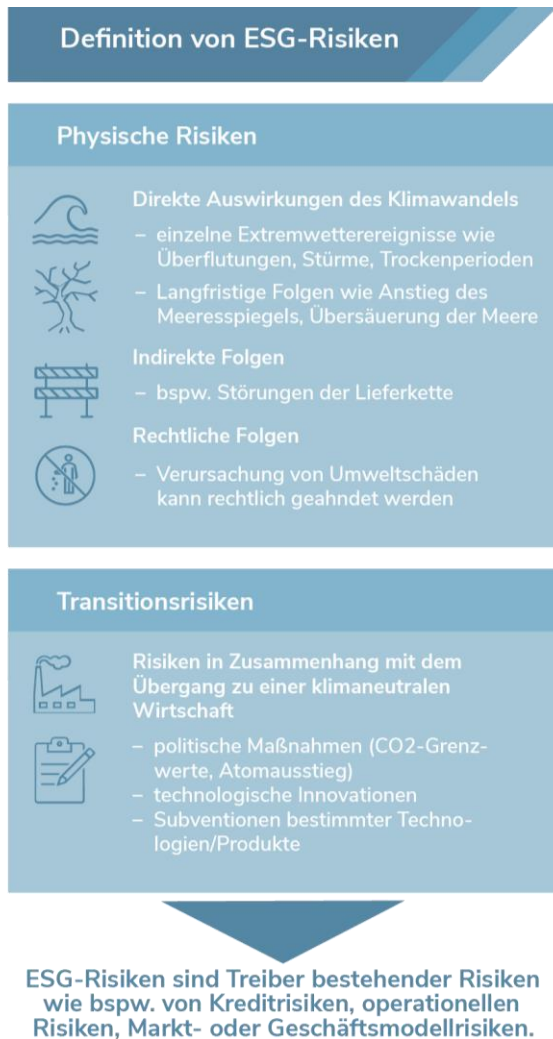 Definition von ESG-Risiken
Physische Risiken
Direkte Auswirkungen des Klimawandels
– einzelne Extremwetterereignisse wie
Überflutungen, Stürme, Trockenperioden
– Langfristige Folgen wie Anstieg des
Meeresspiegels, Übersäuerung der Meere
Indirekte Folgen
– bspw. Störungen der Lieferkette
Rechtliche Folgen
– Verursachung von Umweltschäden
kann rechtlich geahndet werden
Transitionsrisiken
Risiken in Zusammenhang mit dem
Übergang zu einer klimaneutralen
Wirtschaft
– politische Maßnahmen (CO2-Grenz-
werte, Atomausstieg)
– technologische Innovationen
– Subventionen bestimmter Techno-
logien/Produkte
ESG-Risiken sind Treiber bestehender Risiken
wie bspw. von Kreditrisiken, operationellen
Risiken, Markt- oder Geschäftsmodellrisiken.